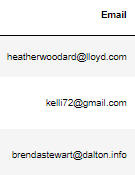 Email
heatherwoodard@lloyd.com
kelli72@gmail.com
brendastewart@dalton.info